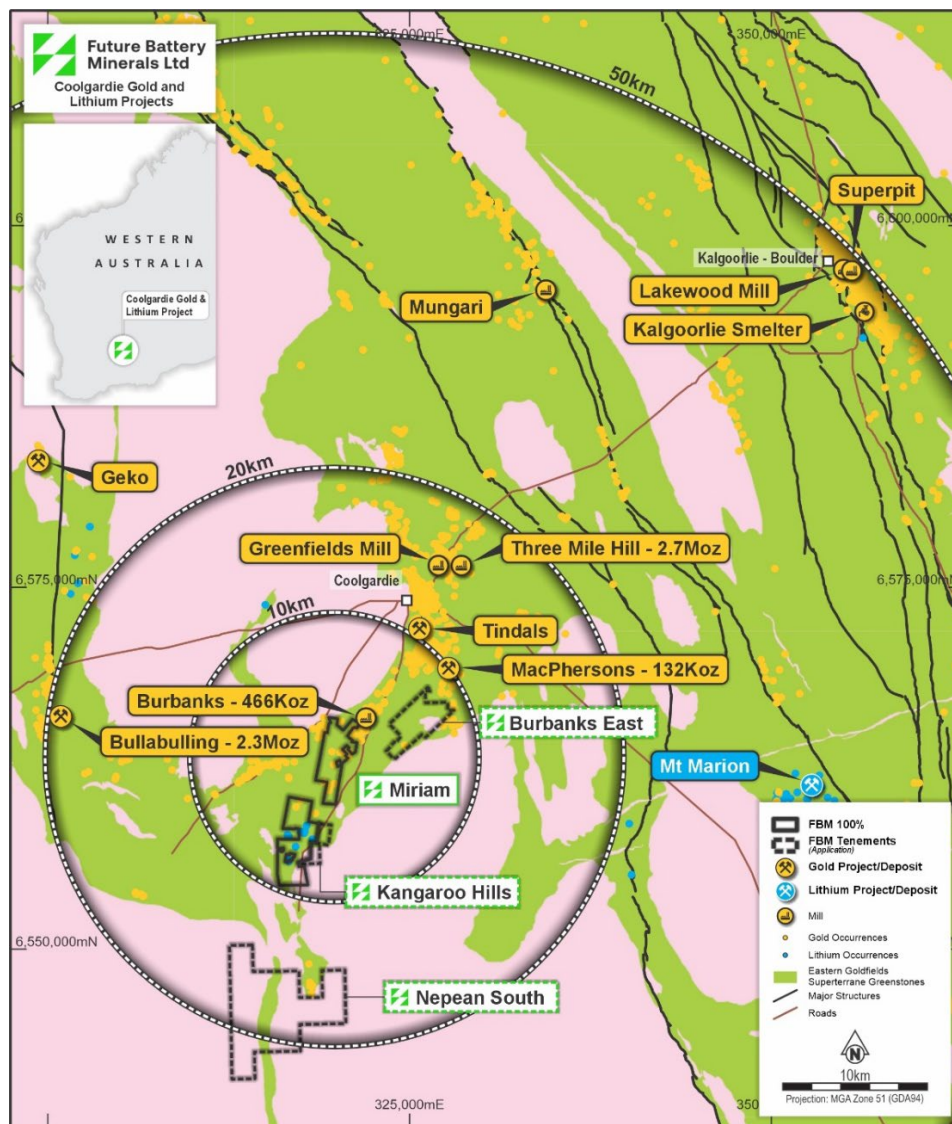 Future Battery
Minerals Ltd
Coolgardie Gold and
Lithium Projects
WESTERN
AUSTRALIA
Coolgardie Gold &
Lithium Project
25,000mE
350,000mE
50km
Superpit
6,600,000mN
Kalgoorlie - Boulder
Lakewood Mill
Mungari
Kalgoorlie Smelter
Geko
20km
Greenfields Mill
Three Mile Hill - 2.7Moz
6,575,000mN
Coolgardie
6,575,000mN
10km
Tindals
MacPhersons - 132Koz
Burbanks - 466Koz
Burbanks East
Bullabulling - 2.3Moz
Mt Marion
Miriam
Kangaroo Hills
6,550,000mN
Nepean South
325,000mE
FBM 100%
FBM Tenements
(Application)
Gold Project/Deposit
Lithium Project/Deposit
Mill
Gold Occurrences
Lithium Occurrences
Eastern Goldfields
Superterrane Greenstones
Major Structures
Roads
N
10km
Projection: MGA Zone 51 (GDA94)